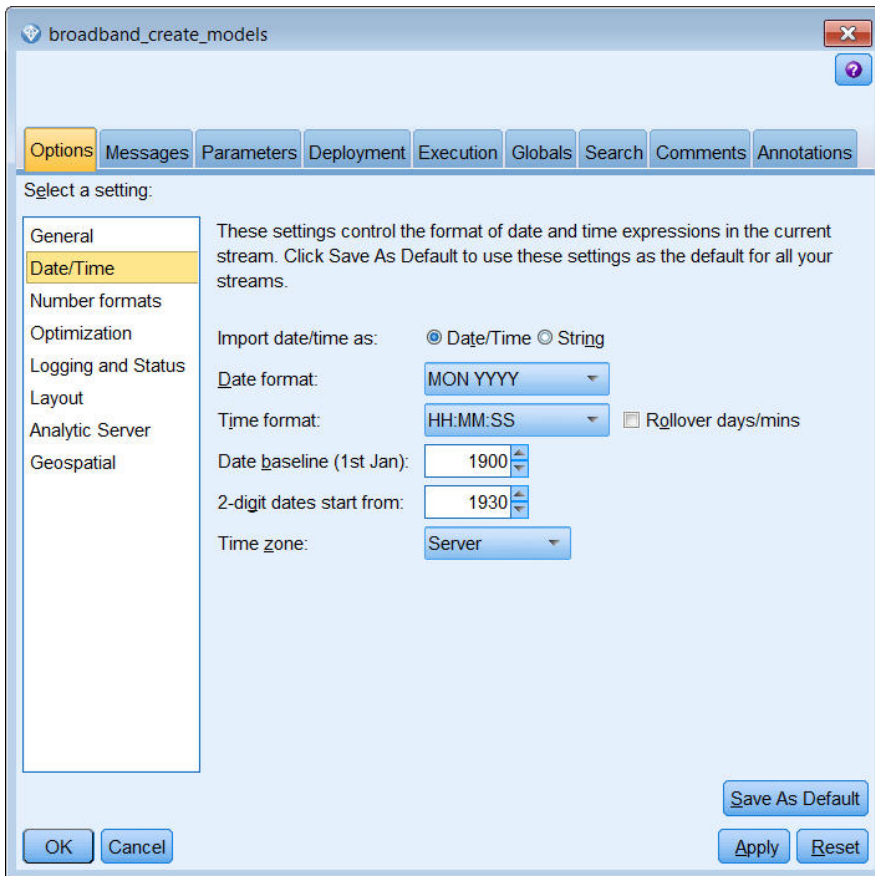 broadband_create_models
Options Messages Parameters Deployment Execution Globals Search Comments Annotations
Select a setting:
General
Date/Time
Number formats
Optimization
Logging and Status
Layout
Analytic Server
Geospatial
These settings control the format of date and time expressions in the current
stream. Click Save As Default to use these settings as the default for all your
streams.
Import date/time as: Date/Time String
Date format: MON YYYY
Time format: HH:MM:SS Rollover days/mins
Date baseline (1st Jan): 1900
2-digit dates start from: 1930
Time zone: Server
Save As Default
OK Cancel Apply Reset